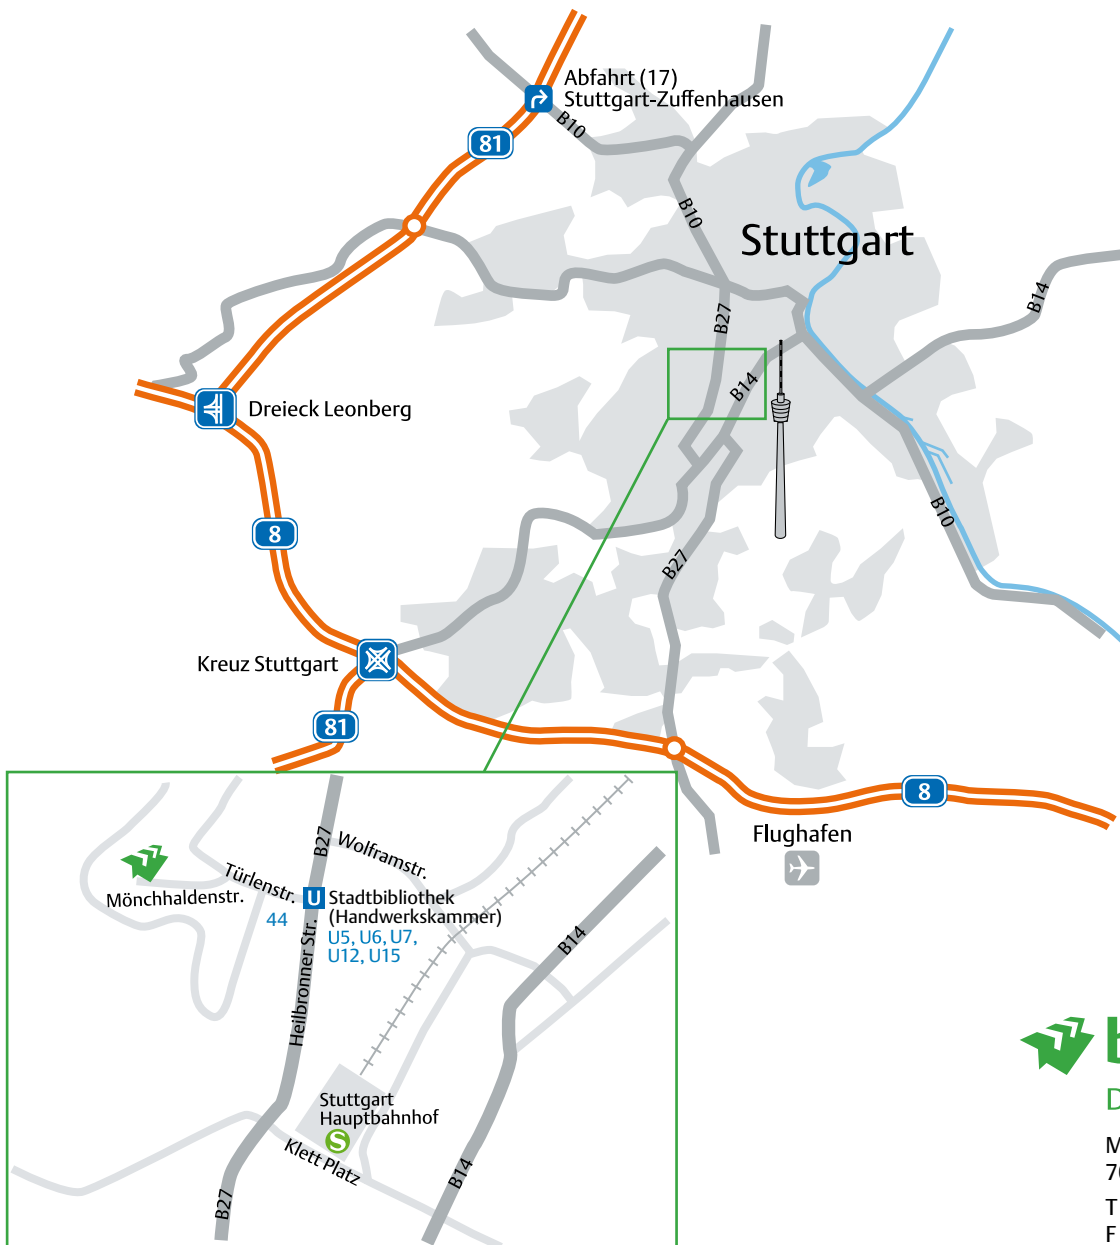 Abfahrt (17)
Stuttgart-Zuffenhausen
B10
81
B10
Stuttgart
B14
B27
B14
Dreieck Leonberg
8
B10
B27
Kreuz Stuttgart
81
8
Flughafen
B27
Wolframstr.
Türlenstr.
Mönchhaldenstr.
U
Stadtbibliothek
(Handwerkskammer)
44
U5, U6, U7,
U12, U15
Heilbronner Str.
B14
Stuttgart
Hauptbahnhof
S
Klett Platz
B14
B27
D
M
70
T
F